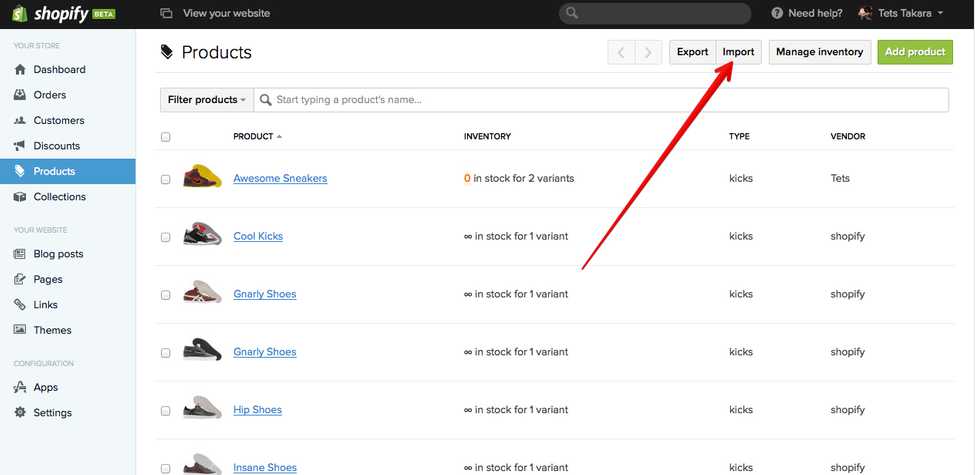 shopify BETA View your website Need help? Tets Takara
YOUR STORE
Dashboard
Orders
Customers
Discounts
Products
Collections
YOUR WEBSITE
Blog posts
Pages
Links
Themes
CONFIGURATION
Apps
Settings
Products Export Import Manage inventory Add product
Filter products Start typing a product's name...
PRODUCT INVENTORY TYPE VENDOR
Awesome Sneakers 0 in stock for 2 variants kicks Tets
Cool Kicks ∞ in stock for 1 variant kicks shopify
Gnarly Shoes ∞ in stock for 1 variant kicks shopify
Gnarly Shoes ∞ in stock for 1 variant kicks shopify
Hip Shoes ∞ in stock for 1 variant kicks shopify
Insane Shoes ∞ in stock for 1 variant kicks shopify